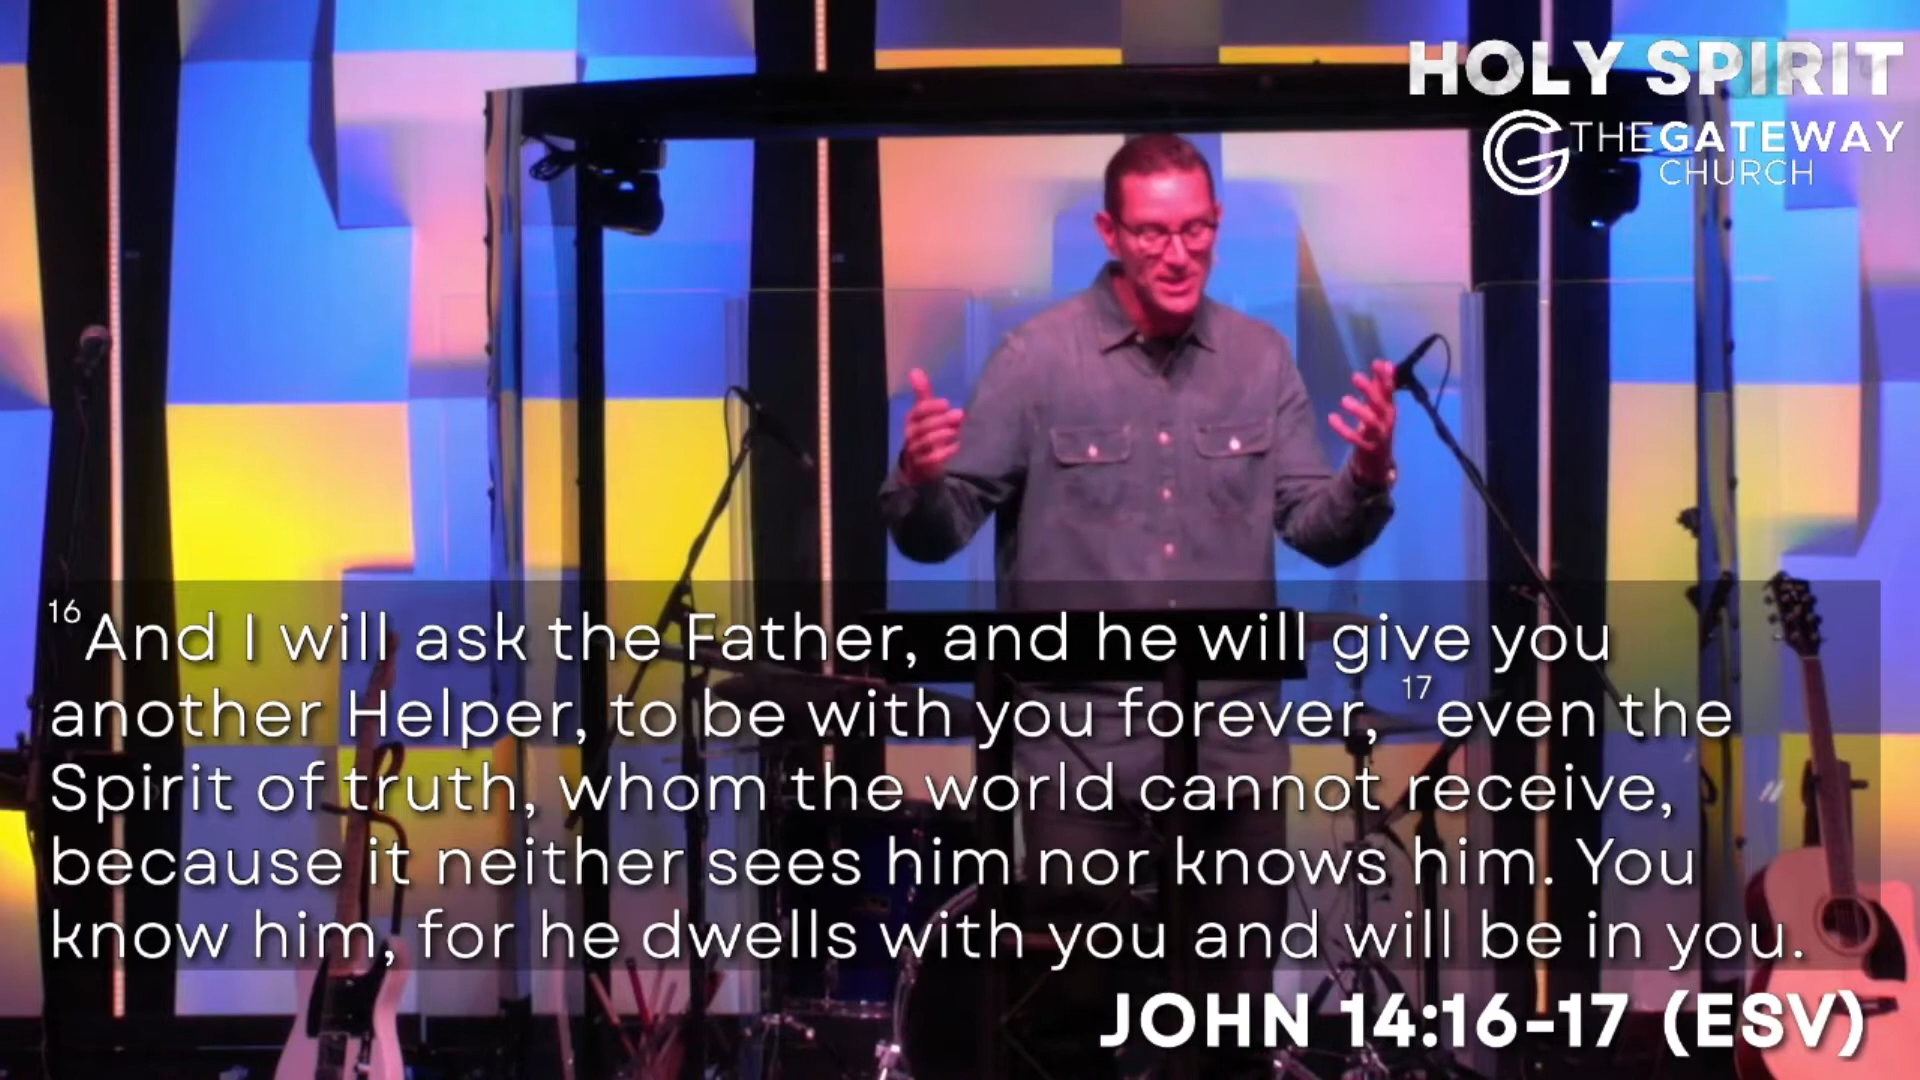 HOLY SPIRIT
THEGATEWAY
CHURCH
16And I will ask the Father, and he will give you
another Helper, to be with you forever, 17even the
Spirit of truth, whom the world cannot receive,
because it neither sees him nor knows him. You
know him, for he dwells with you and will be in you.
JOHN 14:16-17 (ESV)